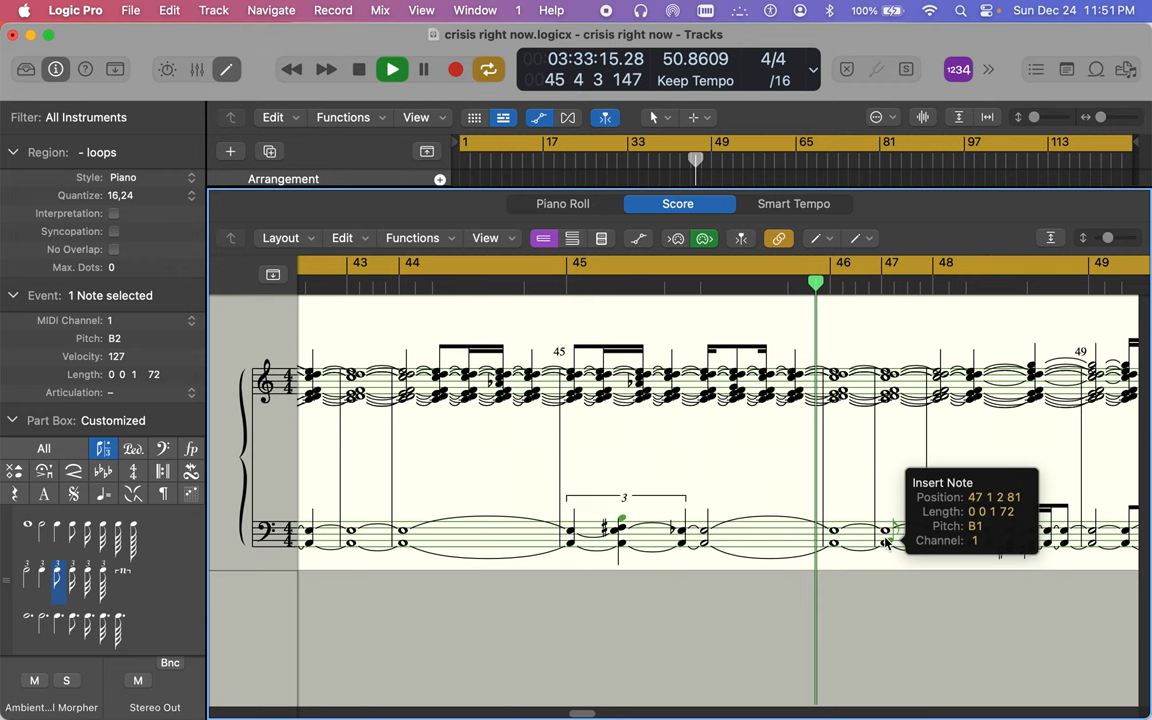 Logic Pro File Edit Track Navigate Record Mix View Window 1 Help 100% Sun Dec 24 11:51 PM
crisis right now.logicx - crisis right now - Tracks
00:03:33:15.28 50.8609 4/4
0045 4 3 147 Keep Tempo /16
1234
Filter: All Instruments
Edit Functions View
Region: - loops
1 17 33 49 65 81 97 113
Style: Piano
Arrangement
Quantize: 16,24
Interpretation:
Piano Roll Score Smart Tempo
Syncopation:
Layout Edit Functions View
No Overlap:
Max. Dots: 0
43 44 45 46 47 48 49
Event: 1 Note selected
MIDI Channel: 1
Pitch: B2
Velocity: 127
45 49
Length: 0 0 1 72
Articulation: –
Part Box: Customized
All
Insert Note
Position: 47 1 2 81
3
Length: 0 0 1 72
Pitch: B1
Channel: 1
Bnc
M S M
Ambient...l Morpher Stereo Out